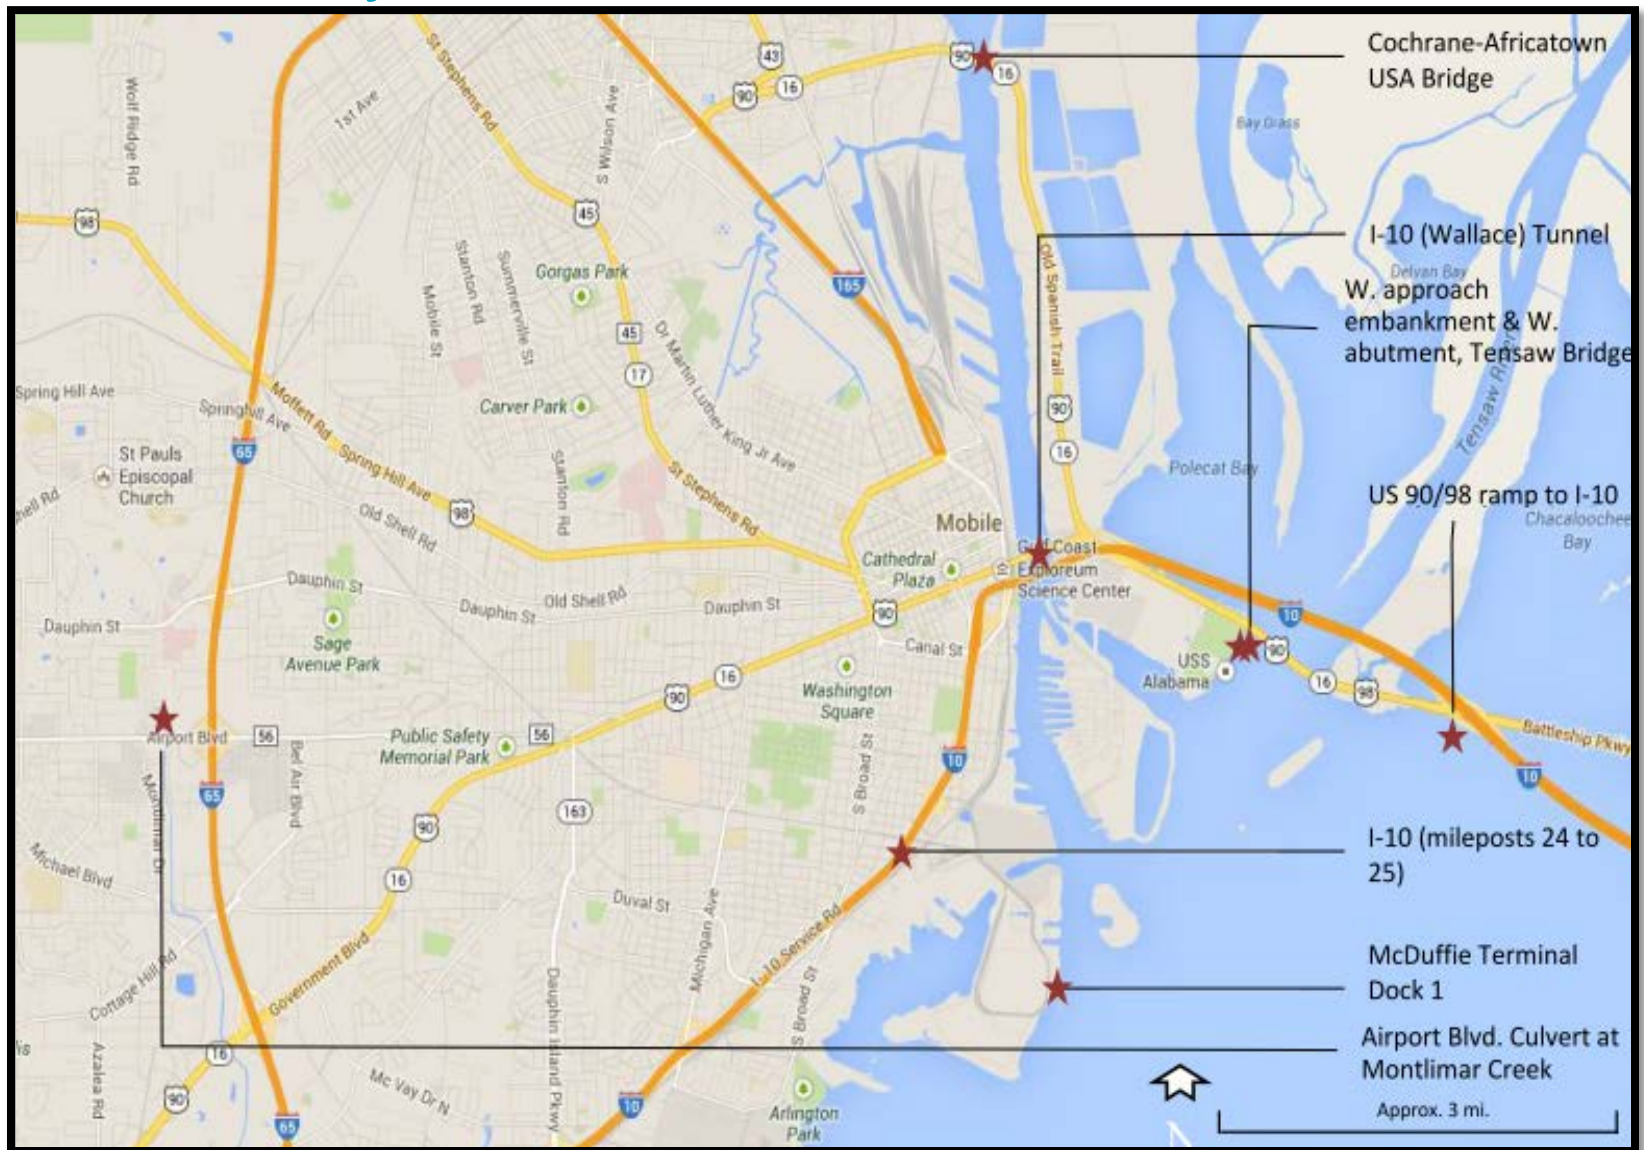 Cochrane-Africatown
USA Bridge
I-10 (Wallace) Tunnel
W. approach
embankment & W.
abutment, Tensaw Bridge
US 90/98 ramp to I-10
I-10 (mileposts 24 to
25)
McDuffie Terminal
Dock 1
Airport Blvd. Culvert at
Montlimar Creek
Approx. 3 mi.
43
90
16
90
16
Wolf Ridge Rd
1st Ave
St Stephens Rd
S Wilson Ave
Bay Grass
98
45
Gorgas Park
Stanton Rd
Summerville St
Mobile St
165
Old Spanish Trail
Delvan Bay
45
17
Dr Martin Luther King Jr Ave
Spring Hill Ave
Springhill Ave
Moffett Rd
Carver Park
90
16
Tensaw River
65
St Pauls
Episcopal
Church
Spring Hill Ave
Stanton Rd
St Stephens Rd
Polecat Bay
98
Old Shell Rd
Mobile
Chacaloochee
Bay
Cathedral
Plaza
Gulf Coast
Exploreum
Science Center
Dauphin St
Old Shell Rd
Dauphin St
Dauphin St
Dauphin St
90
10
Sage
Avenue Park
Canal St
USS
Alabama
90
16
98
16
90
Washington
Square
Battleship Pkwy
Airport Blvd
56
56
Public Safety
Memorial Park
Bel Air Blvd
S Broad St
10
10
65
Montlimar Dr
163
90
Michael Blvd
16
Duval St
Michigan Ave
I-10 Service Rd
Government Blvd
Cottage Hill Rd
Dauphin Island Pkwy
S Broad St
16
Azalea Rd
Mc Vay Dr N
90
65
10
Arlington
Park